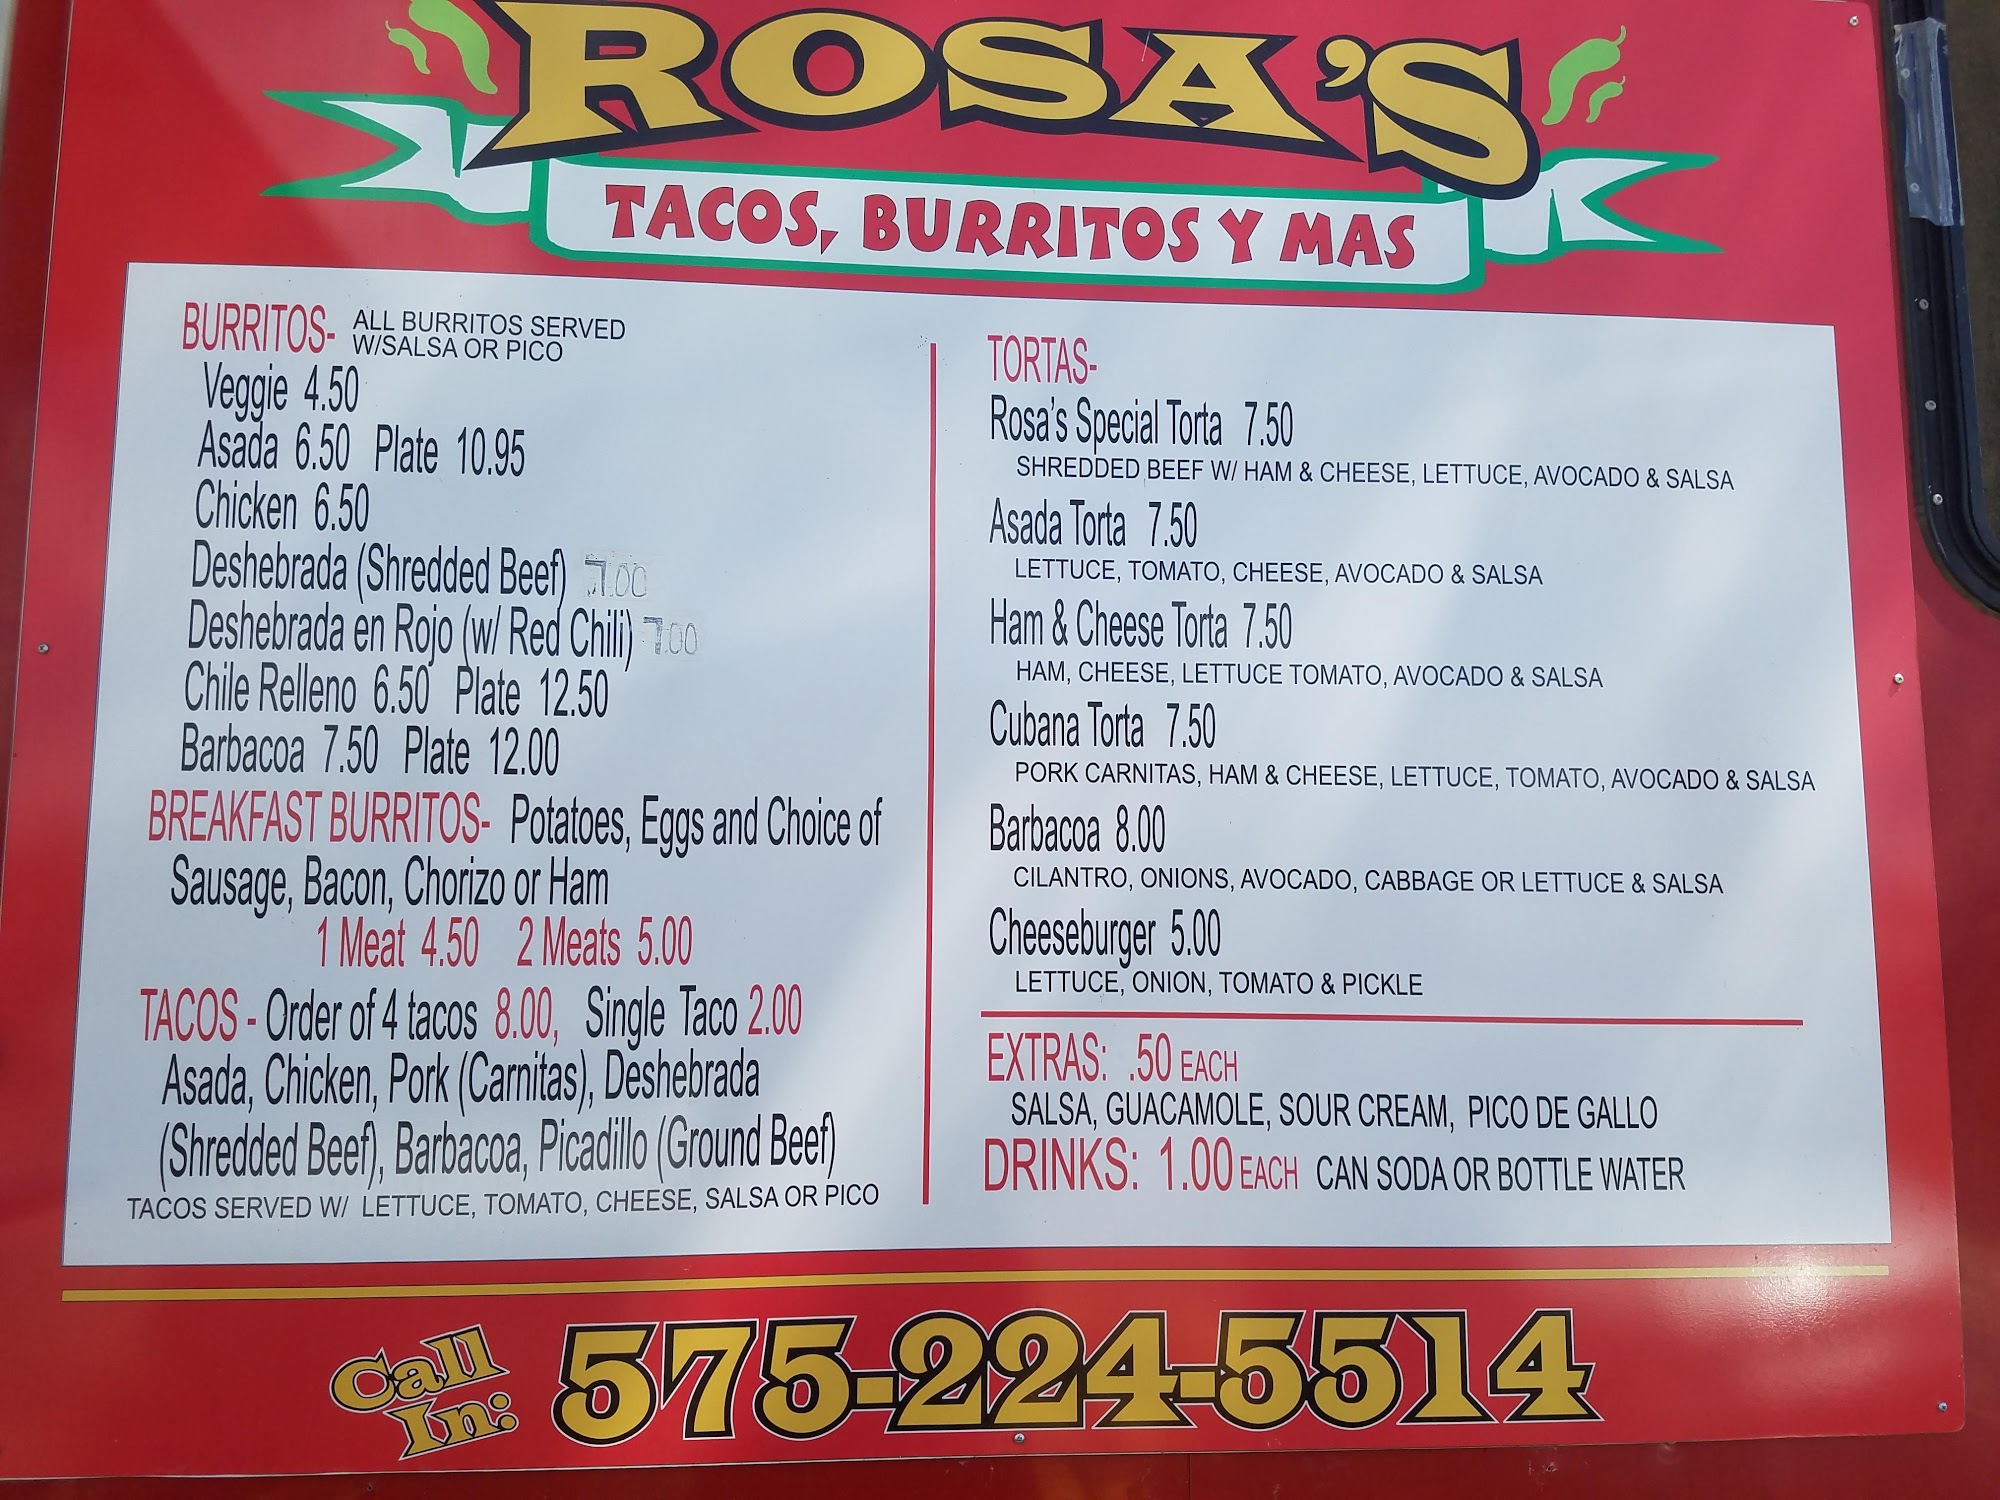 ROSA'S
TACOS, BURRITOS Y MAS
BURRITOS- ALL BURRITOS SERVED
W/SALSA OR PICO
Veggie 4.50
Asada 6.50 Plate 10.95
Chicken 6.50
Deshebrada (Shredded Beef) 7.00
Deshebrada en Rojo (w/ Red Chili) 7.00
Chile Relleno 6.50 Plate 12.50
Barbacoa 7.50 Plate 12.00
BREAKFAST BURRITOS- Potatoes, Eggs and Choice of
Sausage, Bacon, Chorizo or Ham
1 Meat 4.50 2 Meats 5.00
TACOS - Order of 4 tacos 8.00, Single Taco 2.00
Asada, Chicken, Pork (Carnitas), Deshebrada
(Shredded Beef), Barbacoa, Picadillo (Ground Beef)
TACOS SERVED W/ LETTUCE, TOMATO, CHEESE, SALSA OR PICO
TORTAS-
Rosa's Special Torta 7.50
SHREDDED BEEF W/ HAM & CHEESE, LETTUCE, AVOCADO & SALSA
Asada Torta 7.50
LETTUCE, TOMATO, CHEESE, AVOCADO & SALSA
Ham & Cheese Torta 7.50
HAM, CHEESE, LETTUCE TOMATO, AVOCADO & SALSA
Cubana Torta 7.50
PORK CARNITAS, HAM & CHEESE, LETTUCE, TOMATO, AVOCADO & SALSA
Barbacoa 8.00
CILANTRO, ONIONS, AVOCADO, CABBAGE OR LETTUCE & SALSA
Cheeseburger 5.00
LETTUCE, ONION, TOMATO & PICKLE
EXTRAS: .50 EACH
SALSA, GUACAMOLE, SOUR CREAM, PICO DE GALLO
DRINKS: 1.00 EACH CAN SODA OR BOTTLE WATER
Call
In: 575-224-5514